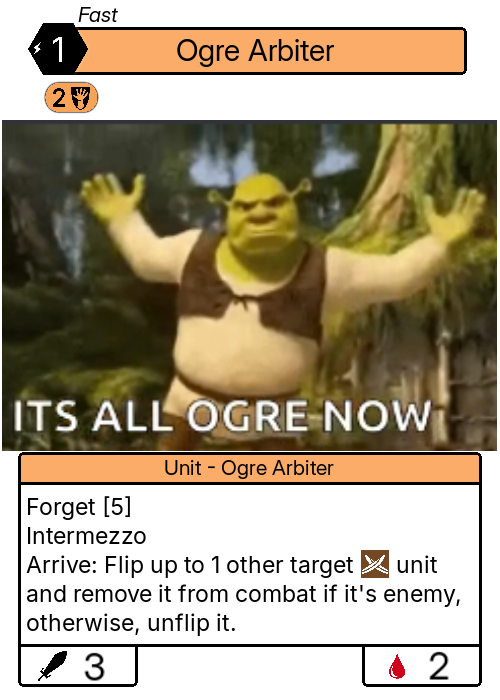 Fast
1
Ogre Arbiter
2
ITS ALL OGRE NOW
Unit - Ogre Arbiter
Forget [5]
Intermezzo
Arrive: Flip up to 1 other target unit
and remove it from combat if it's enemy,
otherwise, unflip it.
3
2